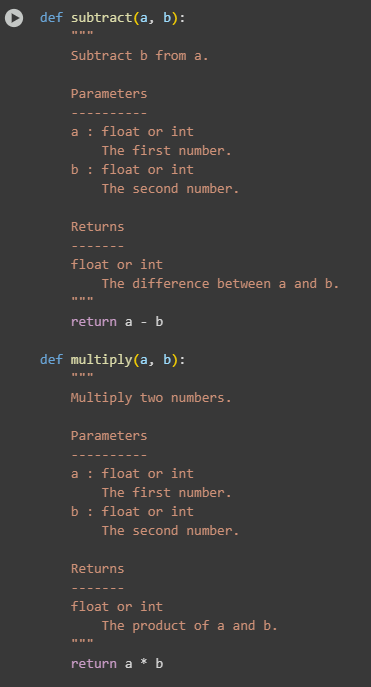 def subtract(a, b):
    """
    Subtract b from a.

    Parameters
    ----------
    a : float or int
        The first number.
    b : float or int
        The second number.

    Returns
    -------
    float or int
        The difference between a and b.
    """
    return a - b

def multiply(a, b):
    """
    Multiply two numbers.

    Parameters
    ----------
    a : float or int
        The first number.
    b : float or int
        The second number.

    Returns
    -------
    float or int
        The product of a and b.
    """
    return a * b